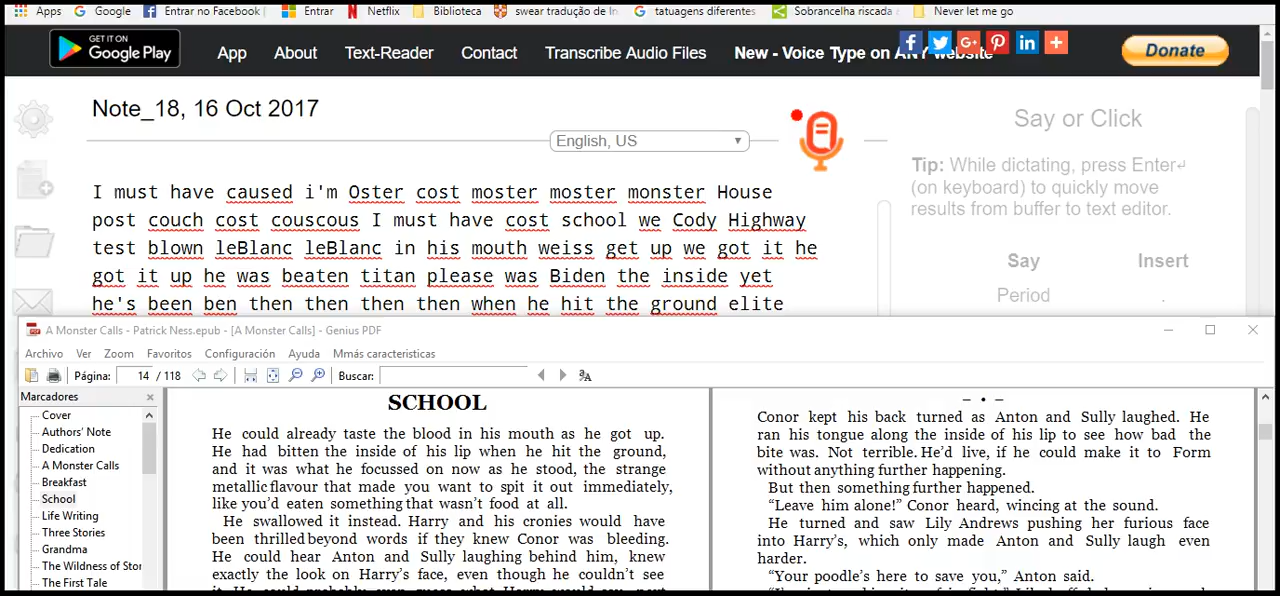 Apps Google Entrar no Facebook Entrar Netflix Biblioteca swear tradução de In tatuagens diferentes Sobrancelha riscada Never let me go
GET IT ON
Google Play App About Text-Reader Contact Transcribe Audio Files New - Voice Type on ANY website Donate
Note_18, 16 Oct 2017
English, US
I must have caused i'm Oster cost moster moster monster House
post couch cost couscous I must have cost school we Cody Highway
test blown leBlanc leBlanc in his mouth weiss get up we got it he
got it up he was beaten titan please was Biden the inside yet
he's been ben then then then then when he hit the ground elite
Say or Click
Tip: While dictating, press Enter↵
(on keyboard) to quickly move
results from buffer to text editor.
Say Insert
Period .
A Monster Calls - Patrick Ness.epub - [A Monster Calls] - Genius PDF
Archivo Ver Zoom Favoritos Configuración Ayuda Mmás caracteristicas
Página: 14 / 118 Buscar:
Marcadores
Cover
Authors' Note
Dedication
A Monster Calls
Breakfast
School
Life Writing
Three Stories
Grandma
The Wildness of Stor
The First Tale
SCHOOL
He could already taste the blood in his mouth as he got up.
He had bitten the inside of his lip when he hit the ground,
and it was what he focussed on now as he stood, the strange
metallic flavour that made you want to spit it out immediately,
like you'd eaten something that wasn't food at all.
He swallowed it instead. Harry and his cronies would have
been thrilled beyond words if they knew Conor was bleeding.
He could hear Anton and Sully laughing behind him, knew
exactly the look on Harry's face, even though he couldn't see
– • –
Conor kept his back turned as Anton and Sully laughed. He
ran his tongue along the inside of his lip to see how bad the
bite was. Not terrible. He'd live, if he could make it to Form
without anything further happening.
But then something further happened.
“Leave him alone!” Conor heard, wincing at the sound.
He turned and saw Lily Andrews pushing her furious face
into Harry's, which only made Anton and Sully laugh even
harder.
“Your poodle's here to save you,” Anton said.